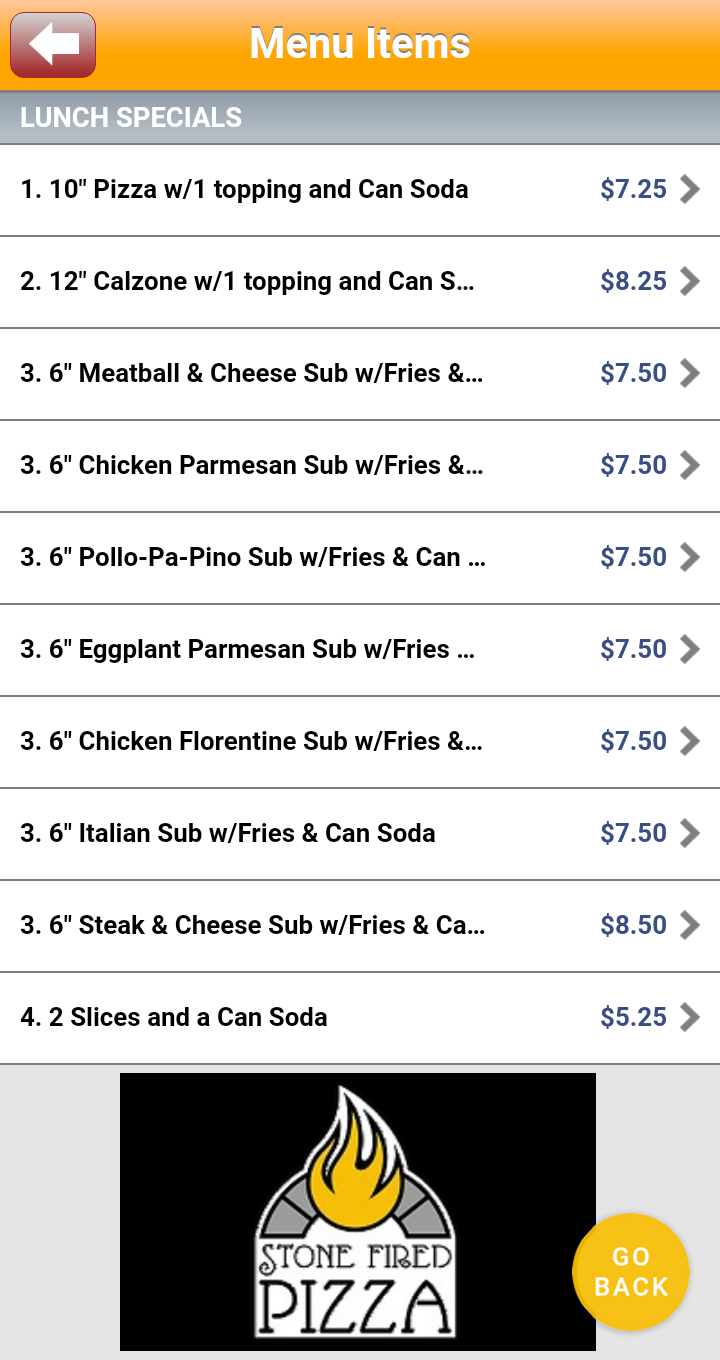 Menu Items
LUNCH SPECIALS
1. 10" Pizza w/1 topping and Can Soda $7.25
2. 12" Calzone w/1 topping and Can S... $8.25
3. 6" Meatball & Cheese Sub w/Fries &... $7.50
3. 6" Chicken Parmesan Sub w/Fries &... $7.50
3. 6" Pollo-Pa-Pino Sub w/Fries & Can ... $7.50
3. 6" Eggplant Parmesan Sub w/Fries ... $7.50
3. 6" Chicken Florentine Sub w/Fries &... $7.50
3. 6" Italian Sub w/Fries & Can Soda $7.50
3. 6" Steak & Cheese Sub w/Fries & Ca... $8.50
4. 2 Slices and a Can Soda $5.25
STONE FIRED
PIZZA
GO
BACK